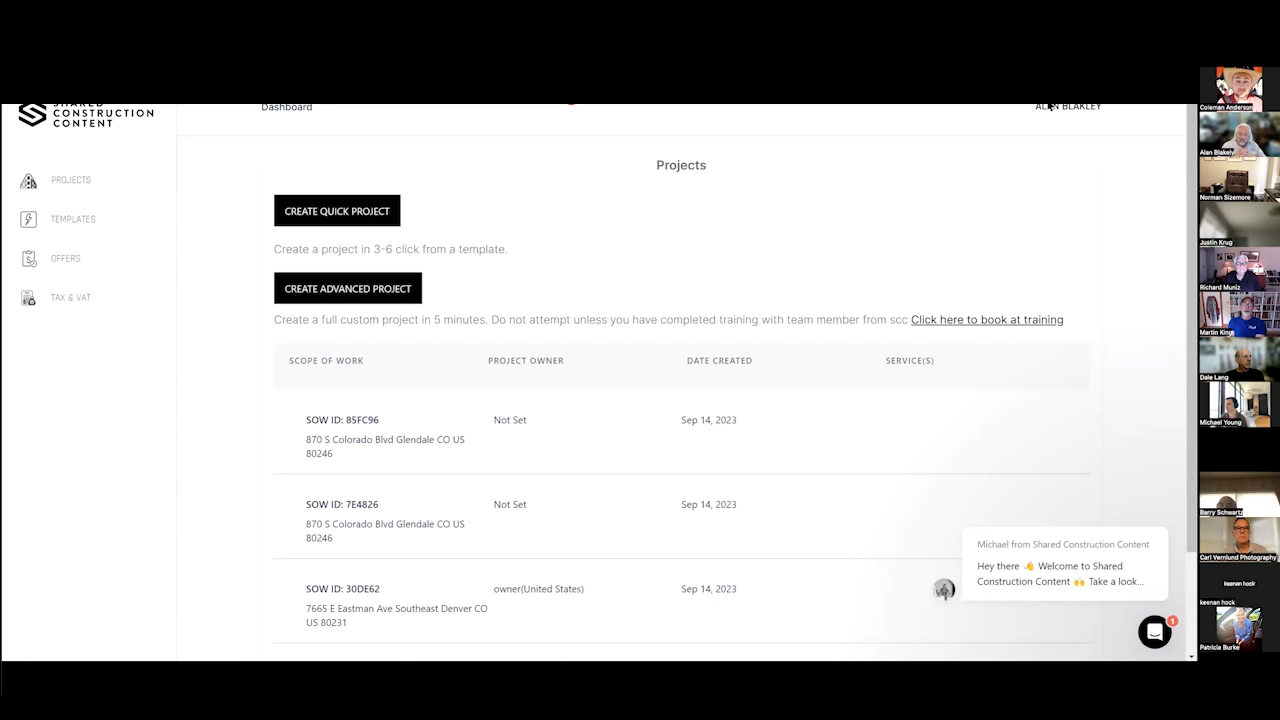 SHARED
CONSTRUCTION
CONTENT
Dashboard
ALAN BLAKLEY
PROJECTS
TEMPLATES
OFFERS
TAX & VAT
Projects
CREATE QUICK PROJECT
Create a project in 3-6 click from a template.
CREATE ADVANCED PROJECT
Create a full custom project in 5 minutes. Do not attempt unless you have completed training with team member from scc Click here to book at training
SCOPE OF WORK PROJECT OWNER DATE CREATED SERVICE(S)
SOW ID: 85FC96 Not Set Sep 14, 2023
870 S Colorado Blvd Glendale CO US
80246
SOW ID: 7E4826 Not Set Sep 14, 2023
870 S Colorado Blvd Glendale CO US
80246
SOW ID: 30DE62 owner(United States) Sep 14, 2023
7665 E Eastman Ave Southeast Denver CO
US 80231
Michael from Shared Construction Content
Hey there 👋 Welcome to Shared
Construction Content 🙌 Take a look...
1
Coleman Anderson
Alan Blakely
Norman Sizemore
Justin Krug
Richard Muniz
Martin King
Dale Lang
Michael Young
Barry Schwartz
Carl Vernlund Photography
keenan hock
keenan hock
Patricia Burke